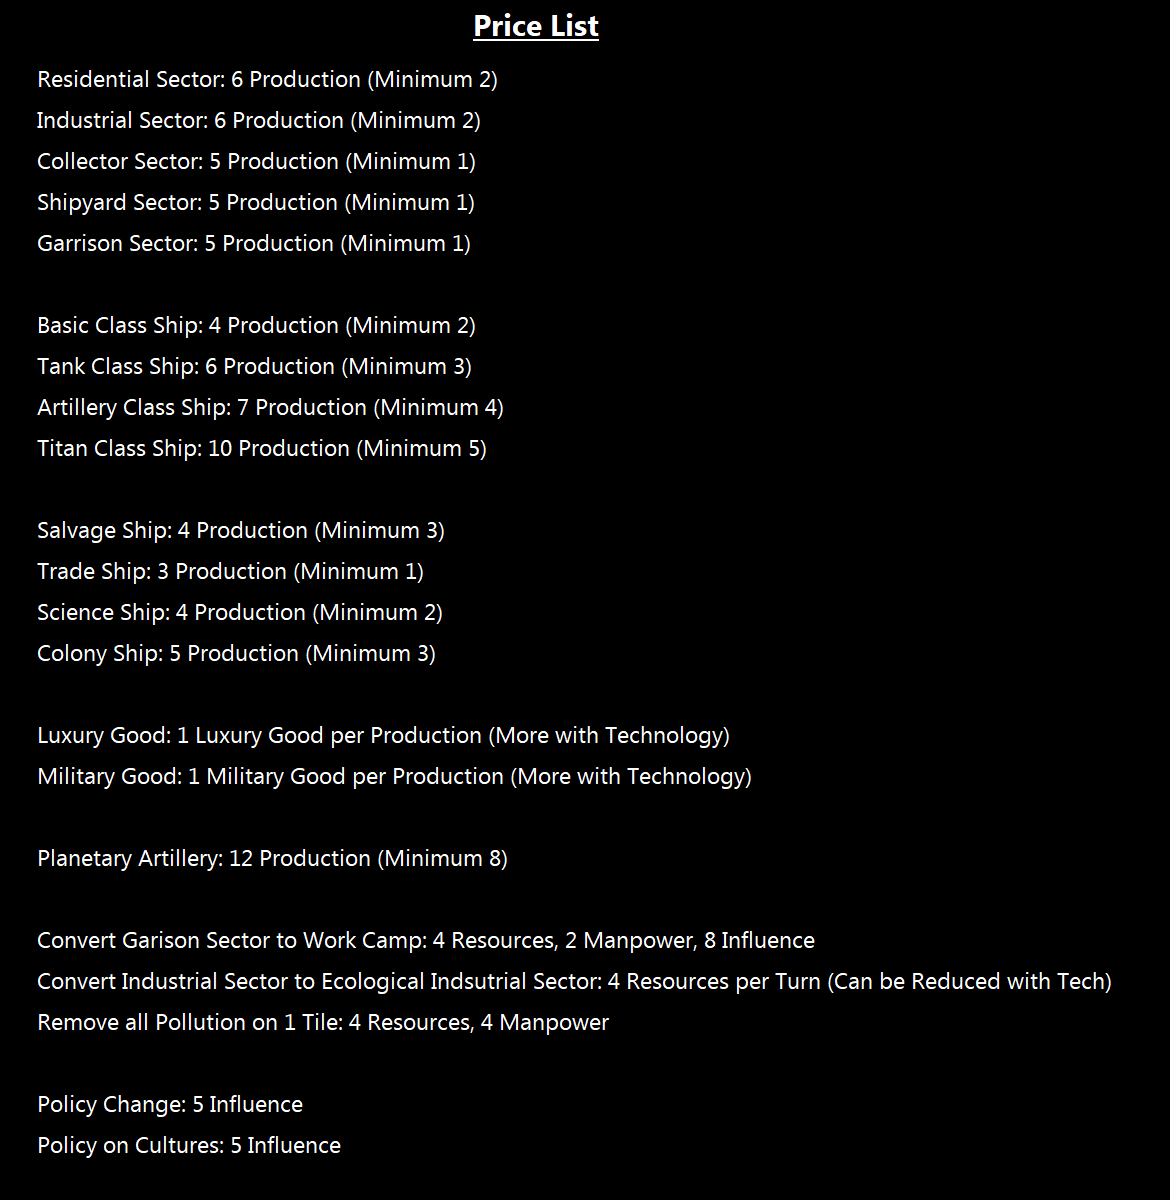 Price List
Residential Sector: 6 Production (Minimum 2)
Industrial Sector: 6 Production (Minimum 2)
Collector Sector: 5 Production (Minimum 1)
Shipyard Sector: 5 Production (Minimum 1)
Garrison Sector: 5 Production (Minimum 1)
Basic Class Ship: 4 Production (Minimum 2)
Tank Class Ship: 6 Production (Minimum 3)
Artillery Class Ship: 7 Production (Minimum 4)
Titan Class Ship: 10 Production (Minimum 5)
Salvage Ship: 4 Production (Minimum 3)
Trade Ship: 3 Production (Minimum 1)
Science Ship: 4 Production (Minimum 2)
Colony Ship: 5 Production (Minimum 3)
Luxury Good: 1 Luxury Good per Production (More with Technology)
Military Good: 1 Military Good per Production (More with Technology)
Planetary Artillery: 12 Production (Minimum 8)
Convert Garison Sector to Work Camp: 4 Resources, 2 Manpower, 8 Influence
Convert Industrial Sector to Ecological Indsutrial Sector: 4 Resources per Turn (Can be Reduced with Tech)
Remove all Pollution on 1 Tile: 4 Resources, 4 Manpower
Policy Change: 5 Influence
Policy on Cultures: 5 Influence